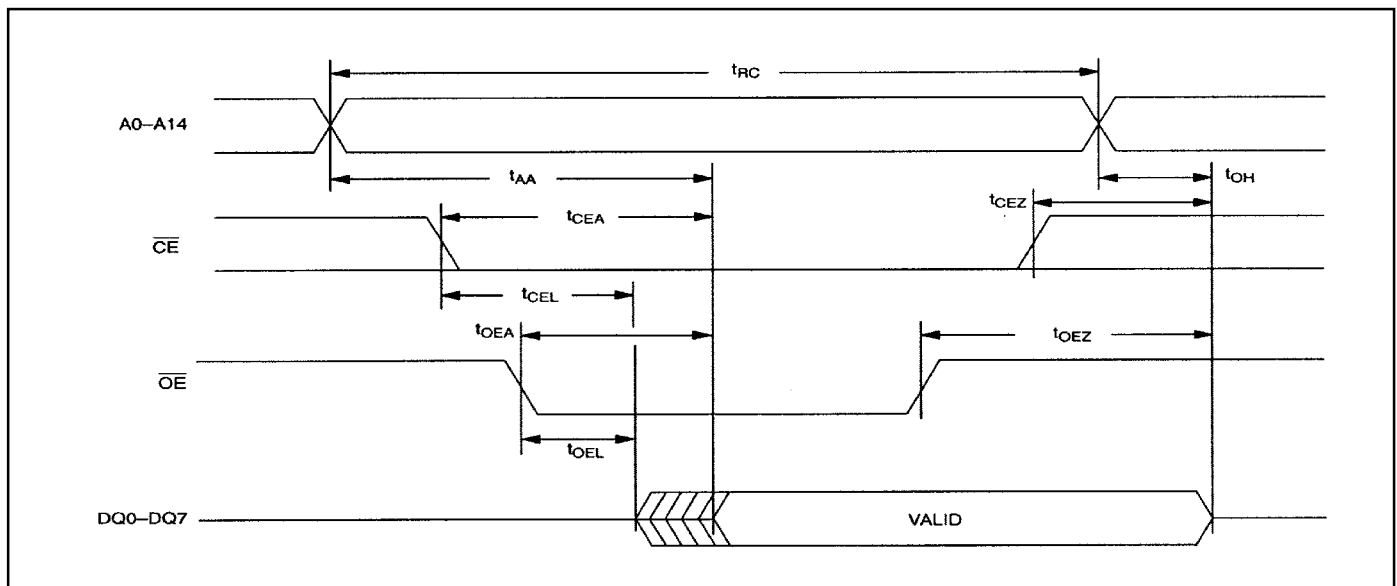 tRC
A0–A14
tAA
tOH
tCEA
tCEZ
CE
tCEL
tOEA
tOEZ
OE
tOEL
DQ0–DQ7
VALID